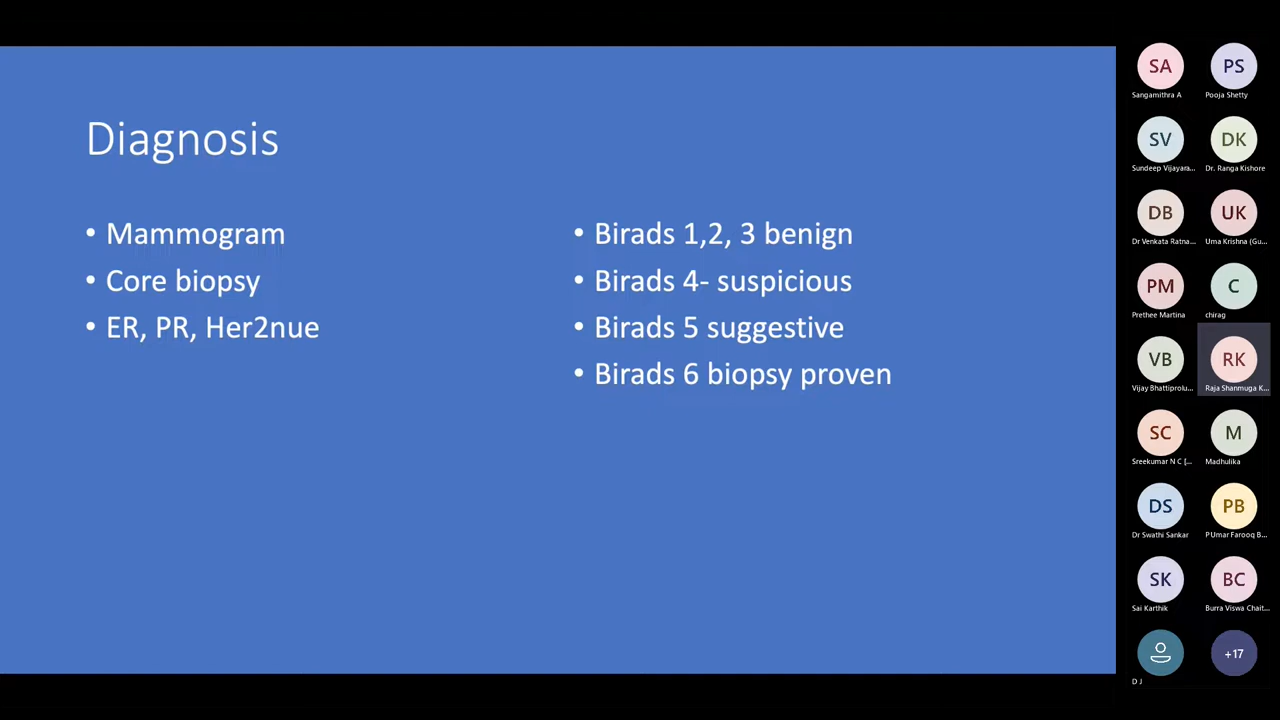 Diagnosis
• Mammogram
• Core biopsy
• ER, PR, Her2nue
• Birads 1,2, 3 benign
• Birads 4- suspicious
• Birads 5 suggestive
• Birads 6 biopsy proven
SA PS
Sangamithra A Pooja Shetty
SV DK
Sundeep Vijayara... Dr. Ranga Kishore
DB UK
Dr Venkata Ratna... Uma Krishna (Gu...
PM C
Prethee Martina chirag
VB RK
Vijay Bhattiprolu... Raja Shanmuga K...
SC M
Sreekumar N C (... Madhulika
DS PB
Dr Swathi Sankar P Umar Farooq B...
SK BC
Sai Karthik Burra Viswa Chait...
+17
D J